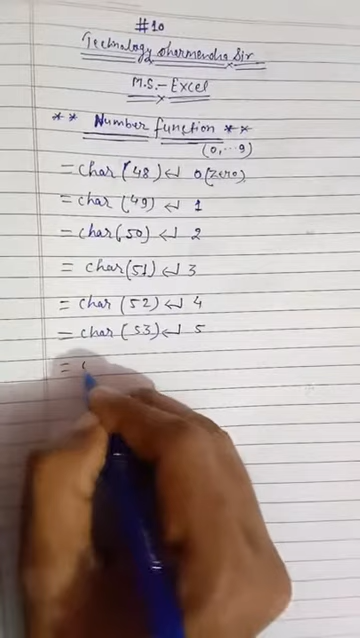 #10
Technology Dharmendra Sir
M.S.-Excel
** Number function **
(0,...9)
= char (48) ↵ 0(zero)
= char (49) ↵ 1
= char(50) ↵ 2
= char(51) ↵ 3
= char (52) ↵ 4
= char (53) ↵ 5
= c